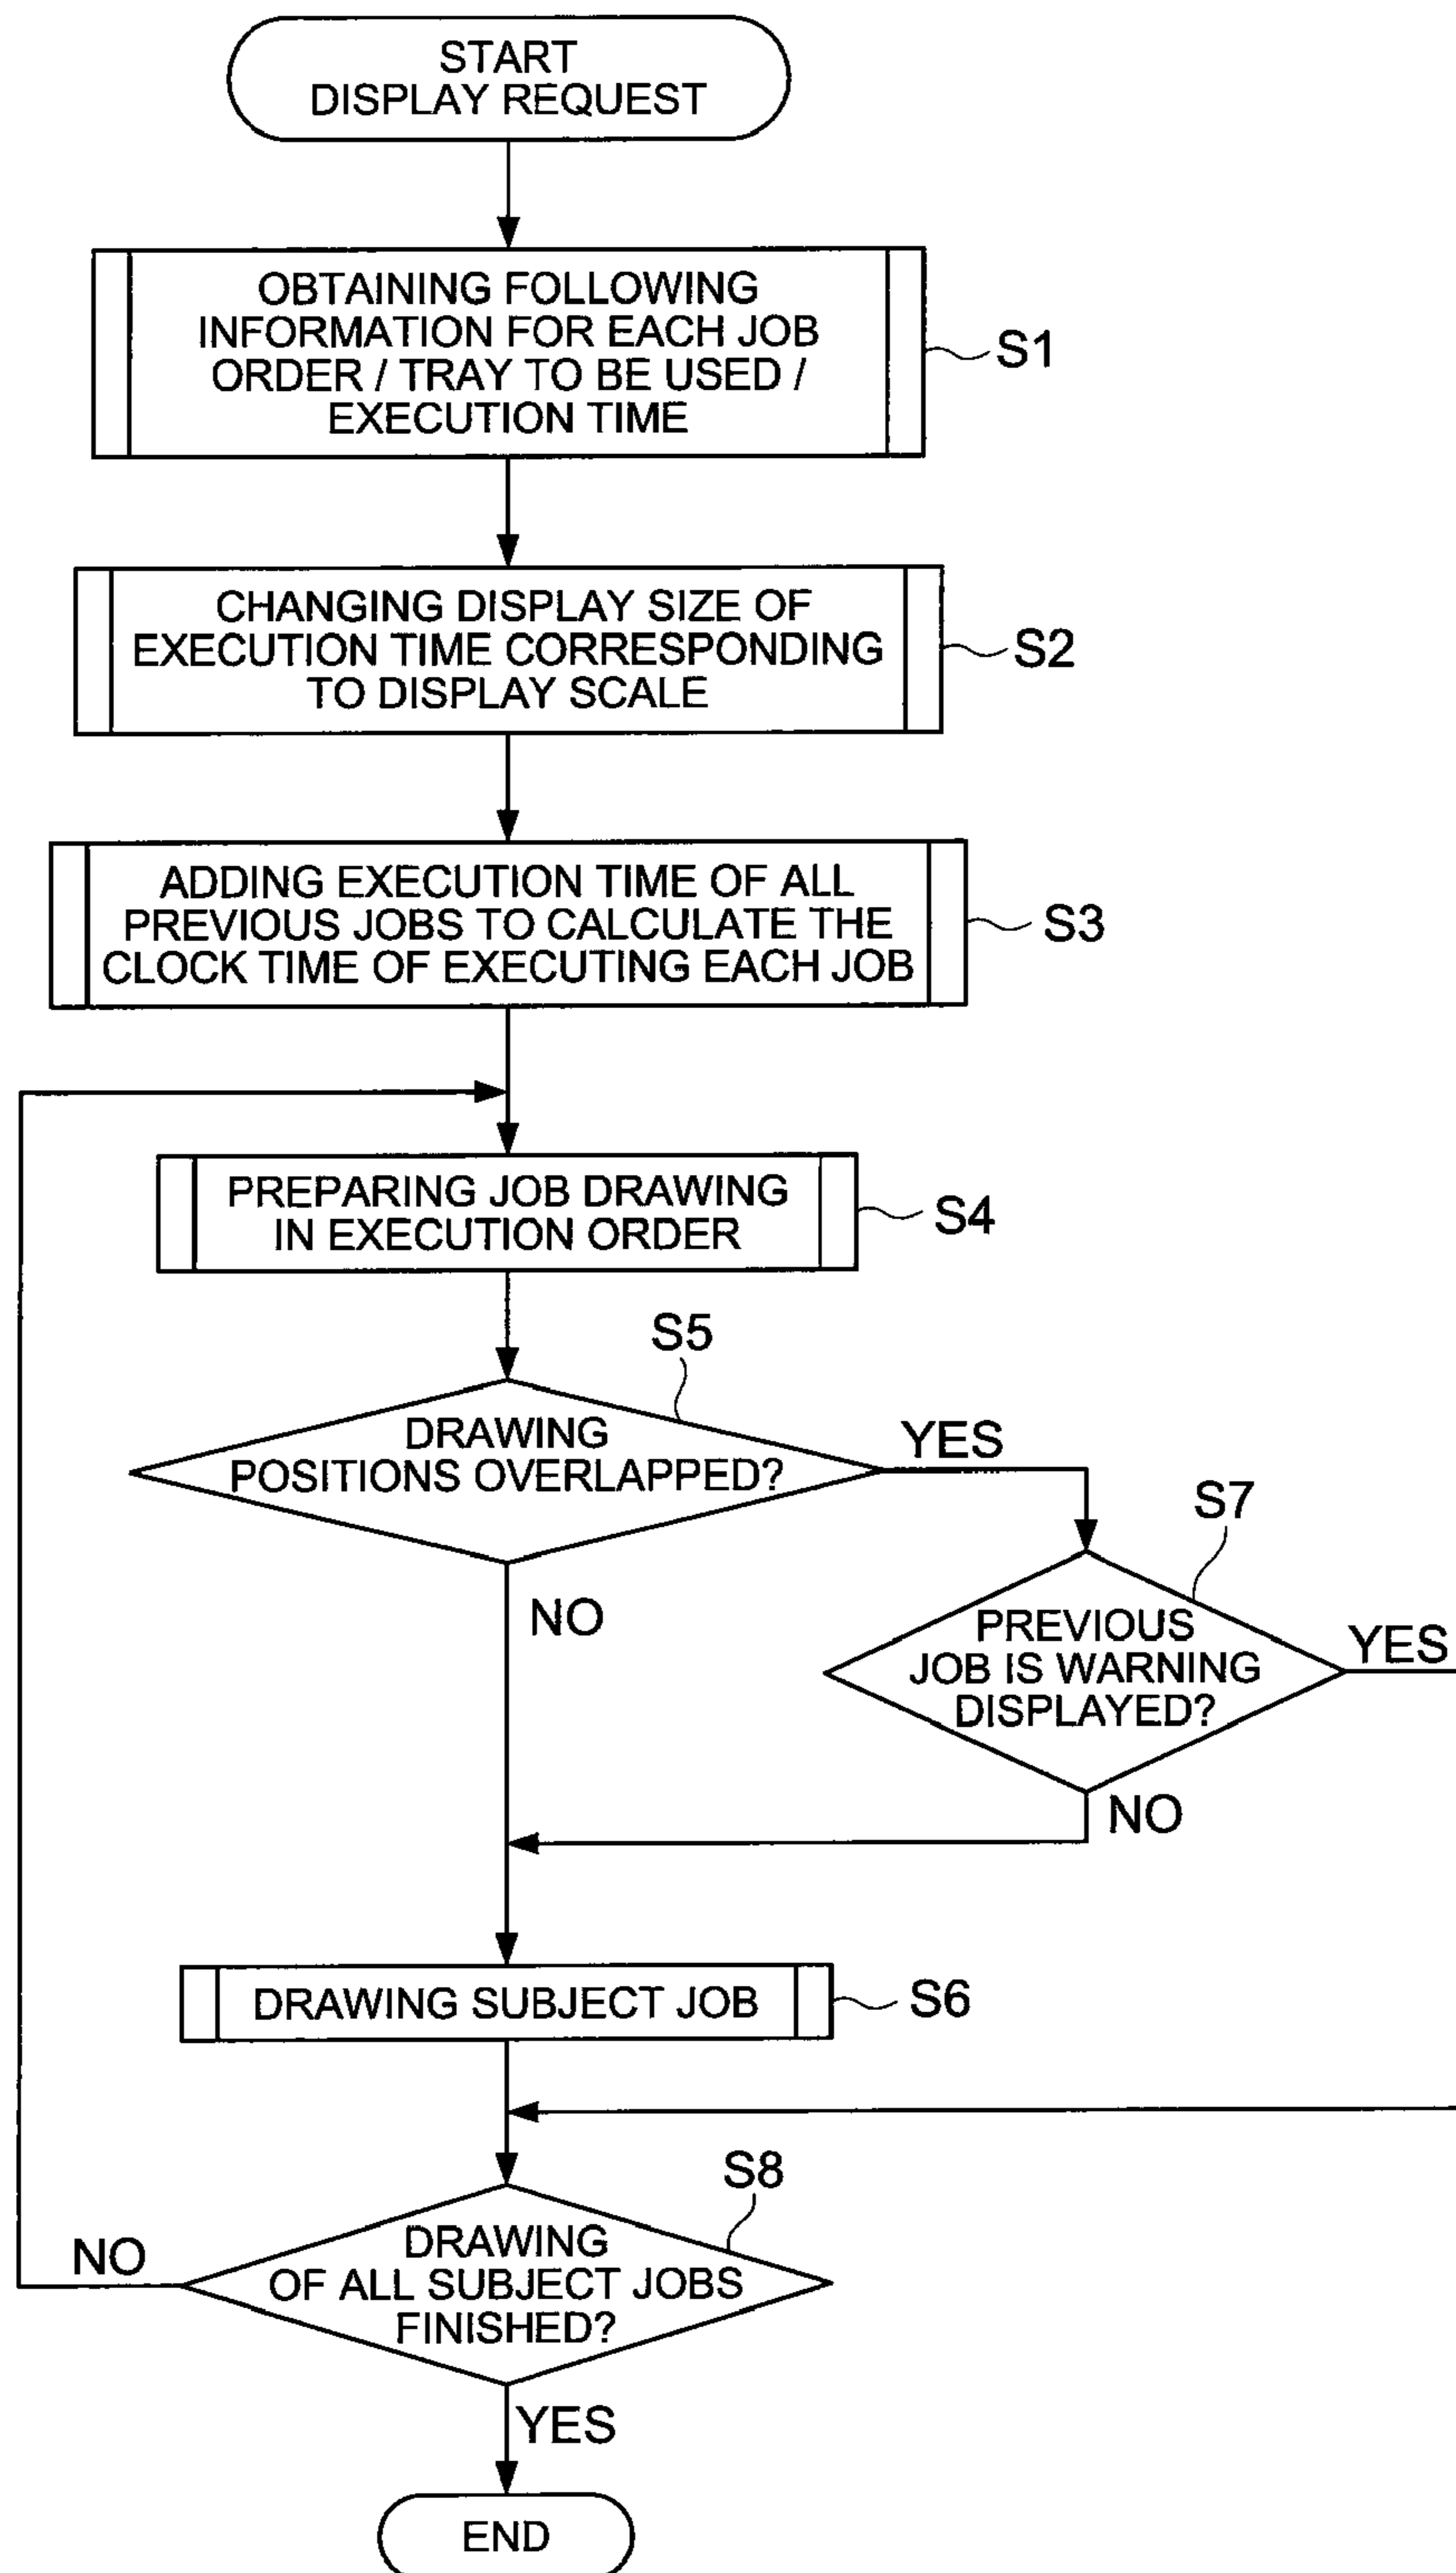 START
DISPLAY REQUEST
OBTAINING FOLLOWING
INFORMATION FOR EACH JOB
ORDER / TRAY TO BE USED /
EXECUTION TIME
S1
CHANGING DISPLAY SIZE OF
EXECUTION TIME CORRESPONDING
TO DISPLAY SCALE
S2
ADDING EXECUTION TIME OF ALL
PREVIOUS JOBS TO CALCULATE THE
CLOCK TIME OF EXECUTING EACH JOB
S3
PREPARING JOB DRAWING
IN EXECUTION ORDER
S4
S5
DRAWING
POSITIONS OVERLAPPED?
YES
NO
S7
PREVIOUS
JOB IS WARNING
DISPLAYED?
YES
NO
DRAWING SUBJECT JOB
S6
S8
DRAWING
OF ALL SUBJECT JOBS
FINISHED?
NO
YES
END